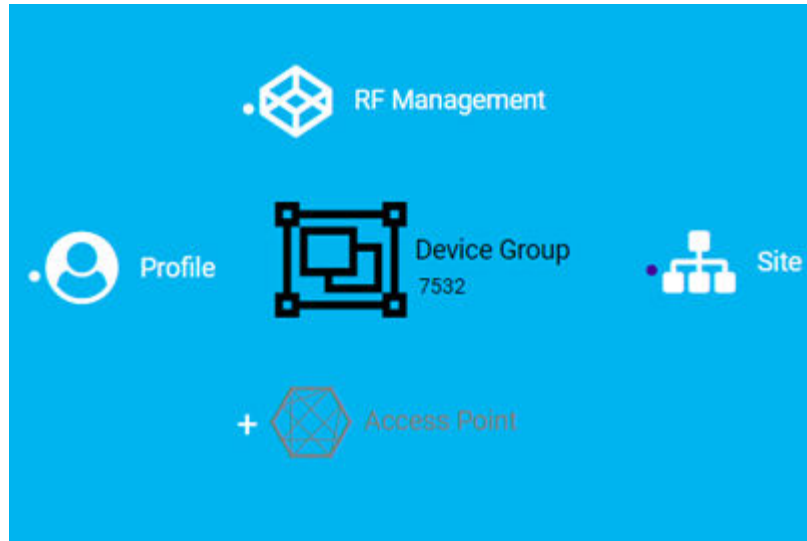 RF Management
Profile
Device Group
7532
Site
+ Access Point